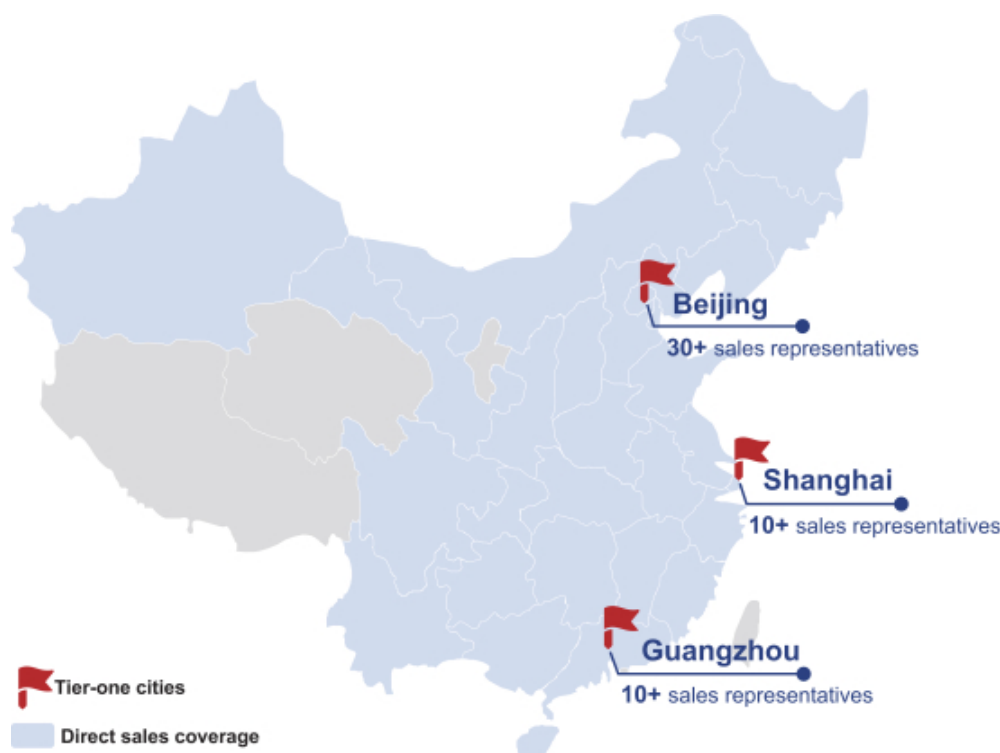 Beijing
30+ sales representatives
Shanghai
10+ sales representatives
Guangzhou
10+ sales representatives
Tier-one cities
Direct sales coverage